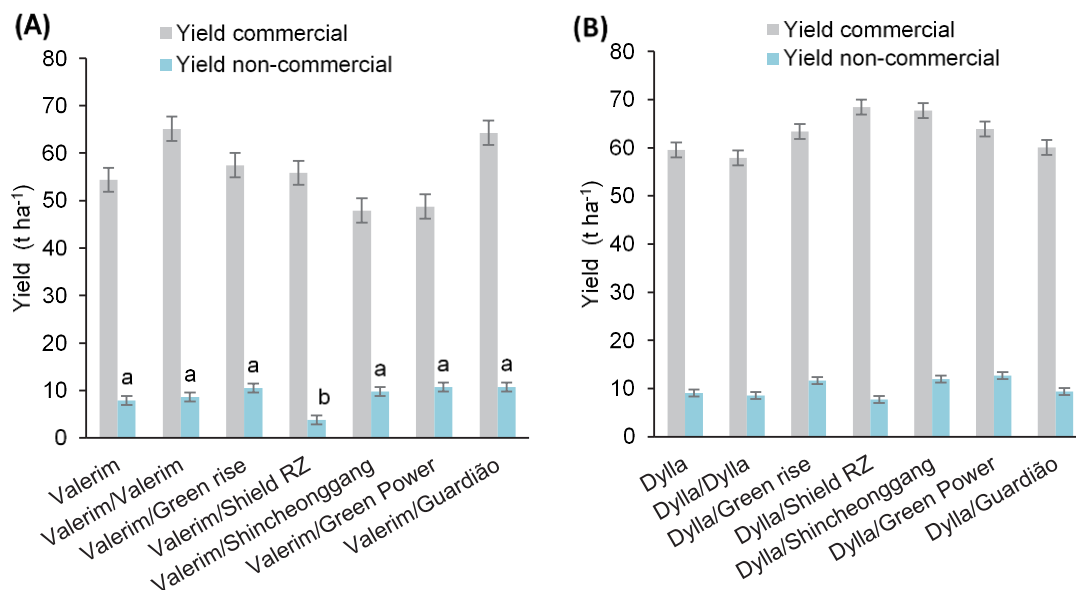 (A)
Yield commercial
Yield non-commercial
Yield (t ha⁻¹)
80
70
60
50
40
30
20
10
0
a
a
a
b
a
a
a
Valerim
Valerim/Valerim
Valerim/Green rise
Valerim/Shield RZ
Valerim/Shincheonggang
Valerim/Green Power
Valerim/Guardião
(B)
Yield commercial
Yield non-commercial
Yield (t ha⁻¹)
80
70
60
50
40
30
20
10
0
Dylla
Dylla/Dylla
Dylla/Green rise
Dylla/Shield RZ
Dylla/Shincheonggang
Dylla/Green Power
Dylla/Guardião